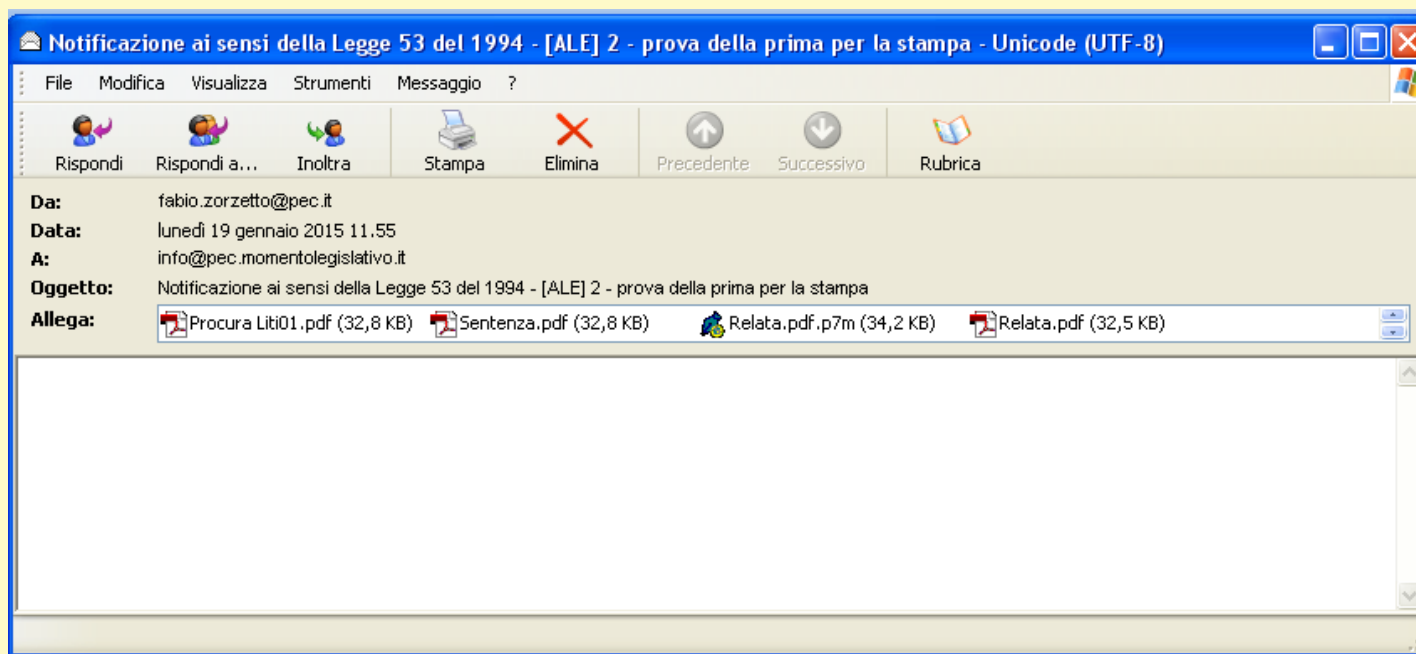 Notificazione ai sensi della Legge 53 del 1994 - [ALE] 2 - prova della prima per la stampa - Unicode (UTF-8)
File Modifica Visualizza Strumenti Messaggio ?
Rispondi Rispondi a... Inoltra Stampa Elimina Precedente Successivo Rubrica
Da: fabio.zorzetto@pec.it
Data: lunedì 19 gennaio 2015 11.55
A: info@pec.momentolegislativo.it
Oggetto: Notificazione ai sensi della Legge 53 del 1994 - [ALE] 2 - prova della prima per la stampa
Allega: Procura Liti01.pdf (32,8 KB) Sentenza.pdf (32,8 KB) Relata.pdf.p7m (34,2 KB) Relata.pdf (32,5 KB)